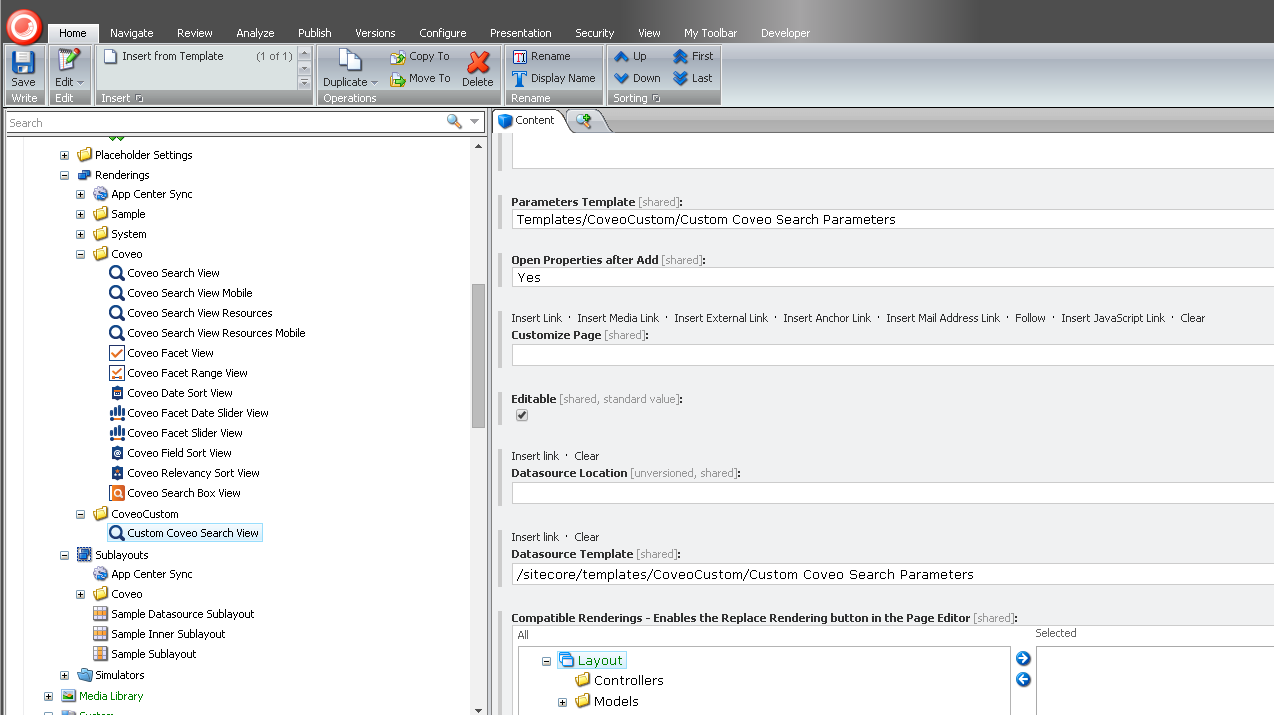 Home Navigate Review Analyze Publish Versions Configure Presentation Security View My Toolbar Developer
Save
Write
Edit
Edit
Insert from Template (1 of 1)
Insert
Duplicate
Copy To
Move To
Delete
Operations
Rename
Display Name
Rename
Up
Down
First
Last
Sorting
Search
Placeholder Settings
Renderings
App Center Sync
Sample
System
Coveo
Coveo Search View
Coveo Search View Mobile
Coveo Search View Resources
Coveo Search View Resources Mobile
Coveo Facet View
Coveo Facet Range View
Coveo Date Sort View
Coveo Facet Date Slider View
Coveo Facet Slider View
Coveo Field Sort View
Coveo Relevancy Sort View
Coveo Search Box View
CoveoCustom
Custom Coveo Search View
Sublayouts
App Center Sync
Coveo
Sample Datasource Sublayout
Sample Inner Sublayout
Sample Sublayout
Simulators
Media Library
System
Content
Parameters Template [shared]:
Templates/CoveoCustom/Custom Coveo Search Parameters
Open Properties after Add [shared]:
Yes
Insert Link · Insert Media Link · Insert External Link · Insert Anchor Link · Insert Mail Address Link · Follow · Insert JavaScript Link · Clear
Customize Page [shared]:
Editable [shared, standard value]:
Insert link · Clear
Datasource Location [unversioned, shared]:
Insert link · Clear
Datasource Template [shared]:
/sitecore/templates/CoveoCustom/Custom Coveo Search Parameters
Compatible Renderings - Enables the Replace Rendering button in the Page Editor [shared]:
All
Selected
Layout
Controllers
Models